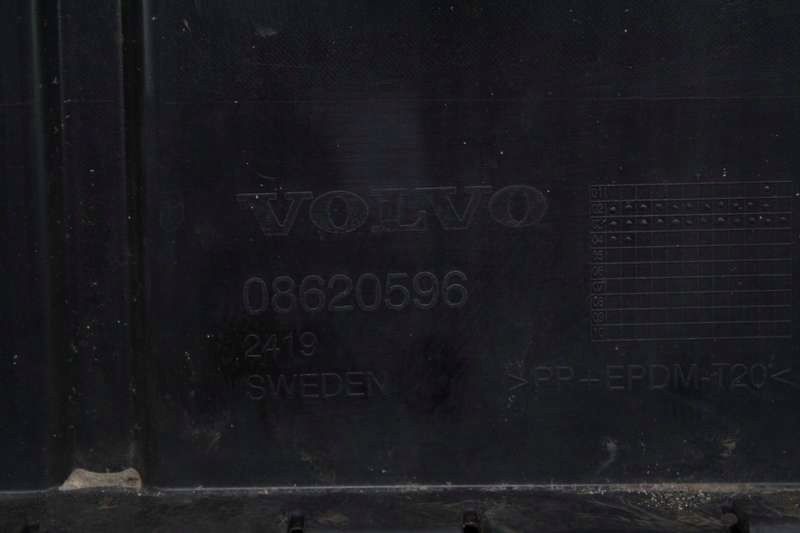 VOLVO
08620596
2419
SWEDEN
>PP+EPDM-T20<